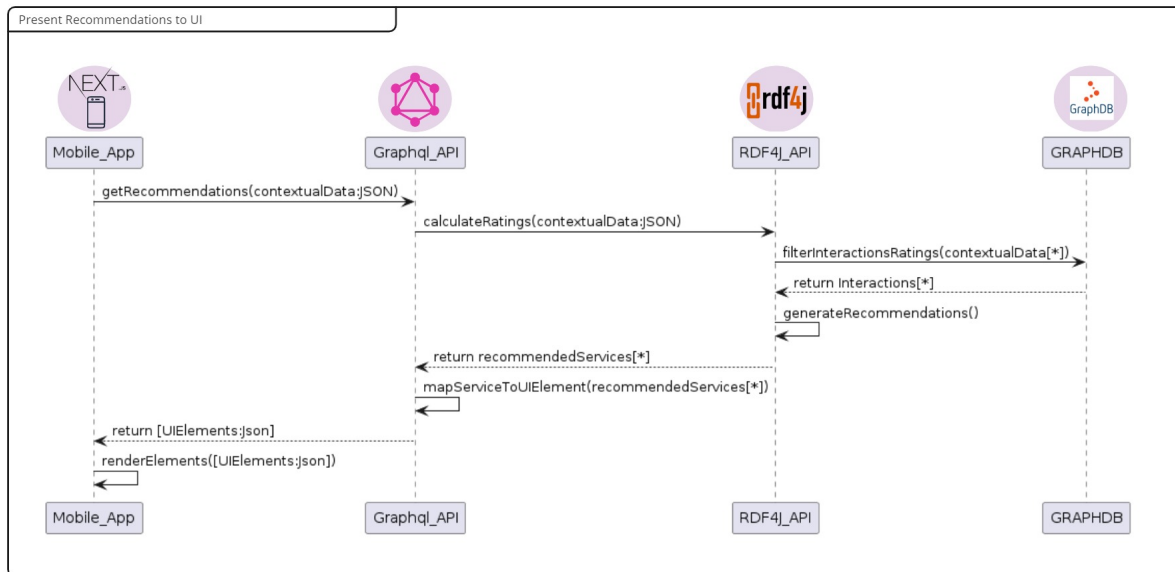 Present Recommendations to UI
NEXT.JS
rdf4j
GraphDB
Mobile_App
Graphql_API
RDF4J_API
GRAPHDB
getRecommendations(contextualData:JSON)
calculateRatings(contextualData:JSON)
filterInteractionsRatings(contextualData[*])
return Interactions[*]
generateRecommendations()
return recommendedServices[*]
mapServiceToUIElement(recommendedServices[*])
return [UIElements:Json]
renderElements([UIElements:Json])
Mobile_App
Graphql_API
RDF4J_API
GRAPHDB